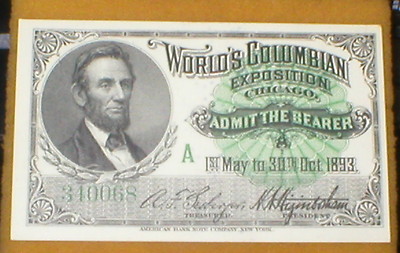 WORLD'S COLUMBIAN
EXPOSITION
CHICAGO.
ADMIT THE BEARER
A
1ST May to 30TH Oct. 1893.
340068
TREASURER.
PRESIDENT
AMERICAN BANK NOTE COMPANY, NEW YORK.